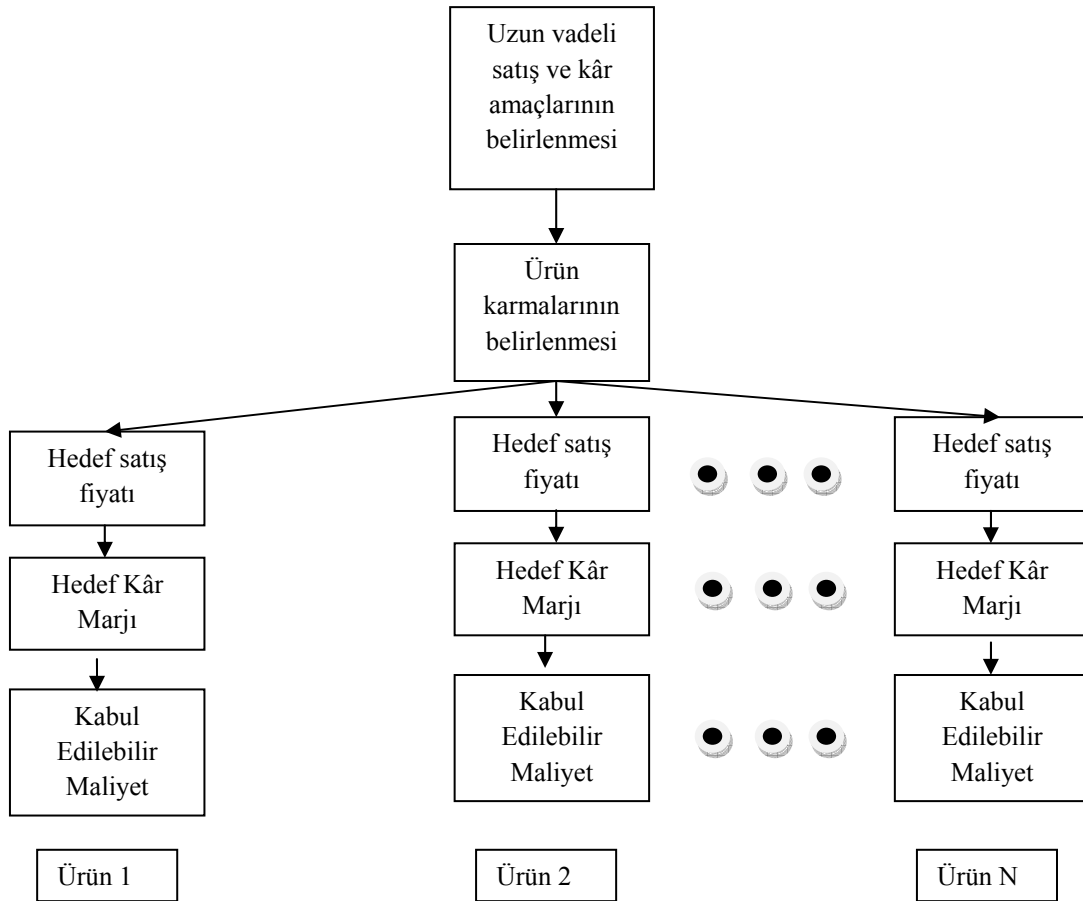 Uzun vadeli
satış ve kâr
amaçlarının
belirlenmesi
Ürün
karmalarının
belirlenmesi
Hedef satış
fiyatı
Hedef satış
fiyatı
Hedef satış
fiyatı
Hedef Kâr
Marjı
Hedef Kâr
Marjı
Hedef Kâr
Marjı
Kabul
Edilebilir
Maliyet
Kabul
Edilebilir
Maliyet
Kabul
Edilebilir
Maliyet
Ürün 1
Ürün 2
Ürün N